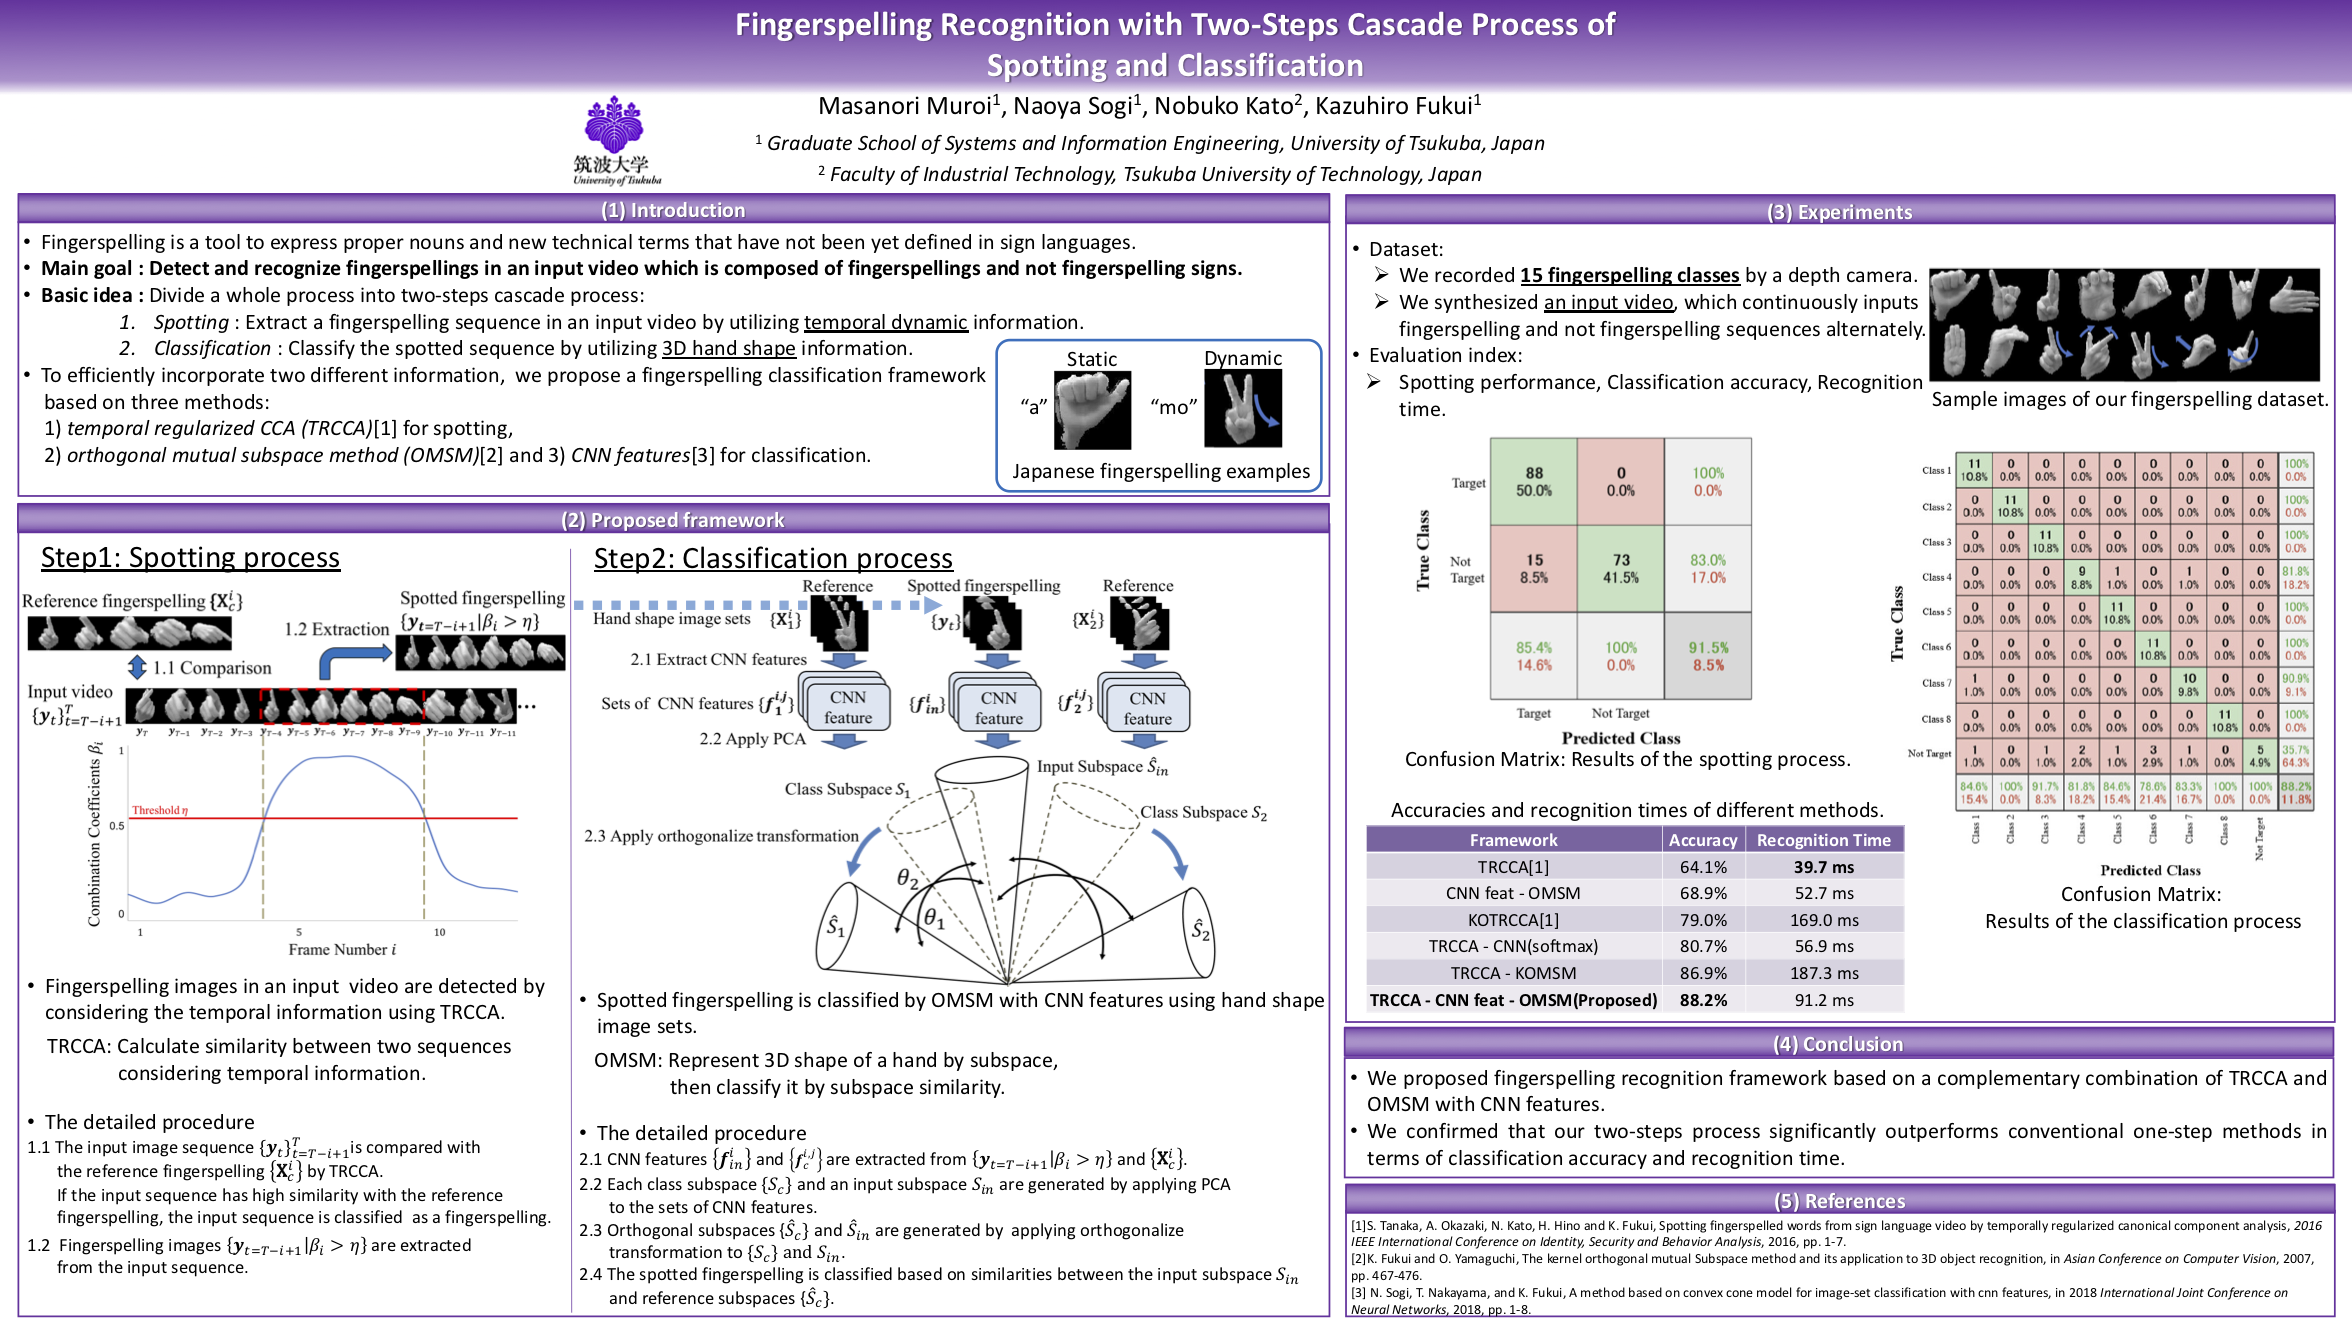 Fingerspelling Recognition with Two-Steps Cascade Process of
Spotting and Classification
Masanori Muroi¹, Naoya Sogi¹, Nobuko Kato², Kazuhiro Fukui¹
¹ Graduate School of Systems and Information Engineering, University of Tsukuba, Japan
² Faculty of Industrial Technology, Tsukuba University of Technology, Japan
筑波大学
University of Tsukuba
(1) Introduction
• Fingerspelling is a tool to express proper nouns and new technical terms that have not been yet defined in sign languages.
• Main goal : Detect and recognize fingerspellings in an input video which is composed of fingerspellings and not fingerspelling signs.
• Basic idea : Divide a whole process into two-steps cascade process:
1. Spotting : Extract a fingerspelling sequence in an input video by utilizing temporal dynamic information.
2. Classification : Classify the spotted sequence by utilizing 3D hand shape information.
• To efficiently incorporate two different information, we propose a fingerspelling classification framework
based on three methods:
1) temporal regularized CCA (TRCCA)[1] for spotting,
2) orthogonal mutual subspace method (OMSM)[2] and 3) CNN features[3] for classification.
Static Dynamic
"a" "mo"
Japanese fingerspelling examples
(2) Proposed framework
Step1: Spotting process
Reference fingerspelling {X_c^i}
Spotted fingerspelling
{y_{t=T−i+1}|β_i > η}
1.2 Extraction
1.1 Comparison
Input video
{y_t}_{t=T−i+1}^T
...
y_T y_{T−1} y_{T−2} y_{T−3} y_{T−4} y_{T−5} y_{T−6} y_{T−7} y_{T−8} y_{T−9} y_{T−10} y_{T−11} y_{T−11}
Combination Coefficients β_i
1
Threshold η
0.5
0
1 5 10
Frame Number i
• Fingerspelling images in an input video are detected by
considering the temporal information using TRCCA.
TRCCA: Calculate similarity between two sequences
considering temporal information.
• The detailed procedure
1.1 The input image sequence {y_t}_{t=T−i+1}^T is compared with
the reference fingerspelling {X_c^i} by TRCCA.
If the input sequence has high similarity with the reference
fingerspelling, the input sequence is classified as a fingerspelling.
1.2 Fingerspelling images {y_{t=T−i+1}|β_i > η} are extracted
from the input sequence.
Step2: Classification process
Reference Spotted fingerspelling Reference
Hand shape image sets {X_1^i} {y_t} {X_2^i}
2.1 Extract CNN features
Sets of CNN features {f_1^{i,j}} CNN feature {f_in^i} CNN feature {f_2^{i,j}} CNN feature
2.2 Apply PCA
Input Subspace Ŝ_in
Class Subspace S_1
Class Subspace S_2
2.3 Apply orthogonalize transformation
θ_2
θ_1
Ŝ_1
Ŝ_2
• Spotted fingerspelling is classified by OMSM with CNN features using hand shape
image sets.
OMSM: Represent 3D shape of a hand by subspace,
then classify it by subspace similarity.
• The detailed procedure
2.1 CNN features {f_in^i} and {f_c^{i,j}} are extracted from {y_{t=T−i+1}|β_i > η} and {X_c^i}.
2.2 Each class subspace {S_c} and an input subspace S_in are generated by applying PCA
to the sets of CNN features.
2.3 Orthogonal subspaces {Ŝ_c} and Ŝ_in are generated by applying orthogonalize
transformation to {S_c} and S_in.
2.4 The spotted fingerspelling is classified based on similarities between the input subspace S_in
and reference subspaces {Ŝ_c}.
(3) Experiments
• Dataset:
➢ We recorded 15 fingerspelling classes by a depth camera.
➢ We synthesized an input video, which continuously inputs
fingerspelling and not fingerspelling sequences alternately.
• Evaluation index:
➢ Spotting performance, Classification accuracy, Recognition
time.
Sample images of our fingerspelling dataset.
True Class
Target
88 0 100%
50.0% 0.0% 0.0%
Not Target
15 73 83.0%
8.5% 41.5% 17.0%
85.4% 100% 91.5%
14.6% 0.0% 8.5%
Target Not Target
Predicted Class
Confusion Matrix: Results of the spotting process.
True Class
Class 1
11 0 0 0 0 0 0 0 0 100%
10.8% 0.0% 0.0% 0.0% 0.0% 0.0% 0.0% 0.0% 0.0% 0.0%
Class 2
0 11 0 0 0 0 0 0 0 100%
0.0% 10.8% 0.0% 0.0% 0.0% 0.0% 0.0% 0.0% 0.0% 0.0%
Class 3
0 0 11 0 0 0 0 0 0 100%
0.0% 0.0% 10.8% 0.0% 0.0% 0.0% 0.0% 0.0% 0.0% 0.0%
Class 4
0 0 0 9 1 0 1 0 0 81.8%
0.0% 0.0% 0.0% 8.8% 1.0% 0.0% 1.0% 0.0% 0.0% 18.2%
Class 5
0 0 0 0 11 0 0 0 0 100%
0.0% 0.0% 0.0% 0.0% 10.8% 0.0% 0.0% 0.0% 0.0% 0.0%
Class 6
0 0 0 0 0 11 0 0 0 100%
0.0% 0.0% 0.0% 0.0% 0.0% 10.8% 0.0% 0.0% 0.0% 0.0%
Class 7
1 0 0 0 0 0 10 0 0 90.9%
1.0% 0.0% 0.0% 0.0% 0.0% 0.0% 9.8% 0.0% 0.0% 9.1%
Class 8
0 0 0 0 0 0 0 11 0 100%
0.0% 0.0% 0.0% 0.0% 0.0% 0.0% 0.0% 10.8% 0.0% 0.0%
Not Target
1 0 1 2 1 3 1 0 5 35.7%
1.0% 0.0% 1.0% 2.0% 1.0% 2.9% 1.0% 0.0% 4.9% 64.3%
84.6% 100% 91.7% 81.8% 84.6% 78.6% 83.3% 100% 100% 88.2%
15.4% 0.0% 8.3% 18.2% 15.4% 21.4% 16.7% 0.0% 0.0% 11.8%
Class 1 Class 2 Class 3 Class 4 Class 5 Class 6 Class 7 Class 8 Not Target
Predicted Class
Confusion Matrix:
Results of the classification process
Accuracies and recognition times of different methods.
Framework Accuracy Recognition Time
TRCCA[1] 64.1% 39.7 ms
CNN feat - OMSM 68.9% 52.7 ms
KOTRCCA[1] 79.0% 169.0 ms
TRCCA - CNN(softmax) 80.7% 56.9 ms
TRCCA - KOMSM 86.9% 187.3 ms
TRCCA - CNN feat - OMSM(Proposed) 88.2% 91.2 ms
(4) Conclusion
• We proposed fingerspelling recognition framework based on a complementary combination of TRCCA and
OMSM with CNN features.
• We confirmed that our two-steps process significantly outperforms conventional one-step methods in
terms of classification accuracy and recognition time.
(5) References
[1]S. Tanaka, A. Okazaki, N. Kato, H. Hino and K. Fukui, Spotting fingerspelled words from sign language video by temporally regularized canonical component analysis, 2016
IEEE International Conference on Identity, Security and Behavior Analysis, 2016, pp. 1-7.
[2]K. Fukui and O. Yamaguchi, The kernel orthogonal mutual Subspace method and its application to 3D object recognition, in Asian Conference on Computer Vision, 2007,
pp. 467-476.
[3] N. Sogi, T. Nakayama, and K. Fukui, A method based on convex cone model for image-set classification with cnn features, in 2018 International Joint Conference on
Neural Networks, 2018, pp. 1-8.